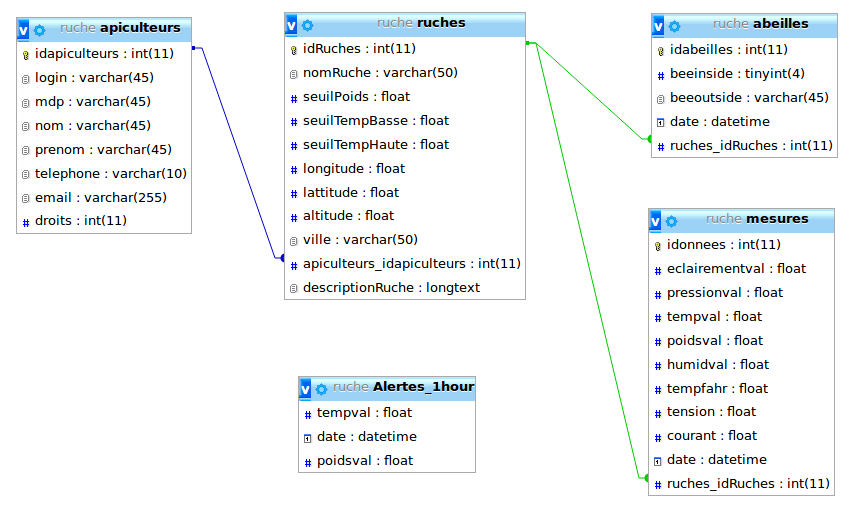 ruche apiculteurs
idapiculteurs : int(11)
login : varchar(45)
mdp : varchar(45)
nom : varchar(45)
prenom : varchar(45)
telephone : varchar(10)
email : varchar(255)
droits : int(11)
ruche ruches
idRuches : int(11)
nomRuche : varchar(50)
seuilPoids : float
seuilTempBasse : float
seuilTempHaute : float
longitude : float
lattitude : float
altitude : float
ville : varchar(50)
apiculteurs_idapiculteurs : int(11)
descriptionRuche : longtext
ruche abeilles
idabeilles : int(11)
beeinside : tinyint(4)
beeoutside : varchar(45)
date : datetime
ruches_idRuches : int(11)
ruche mesures
idonnees : int(11)
eclairementval : float
pressionval : float
tempval : float
poidsval : float
humidval : float
tempfahr : float
tension : float
courant : float
date : datetime
ruches_idRuches : int(11)
ruche Alertes_1hour
tempval : float
date : datetime
poidsval : float